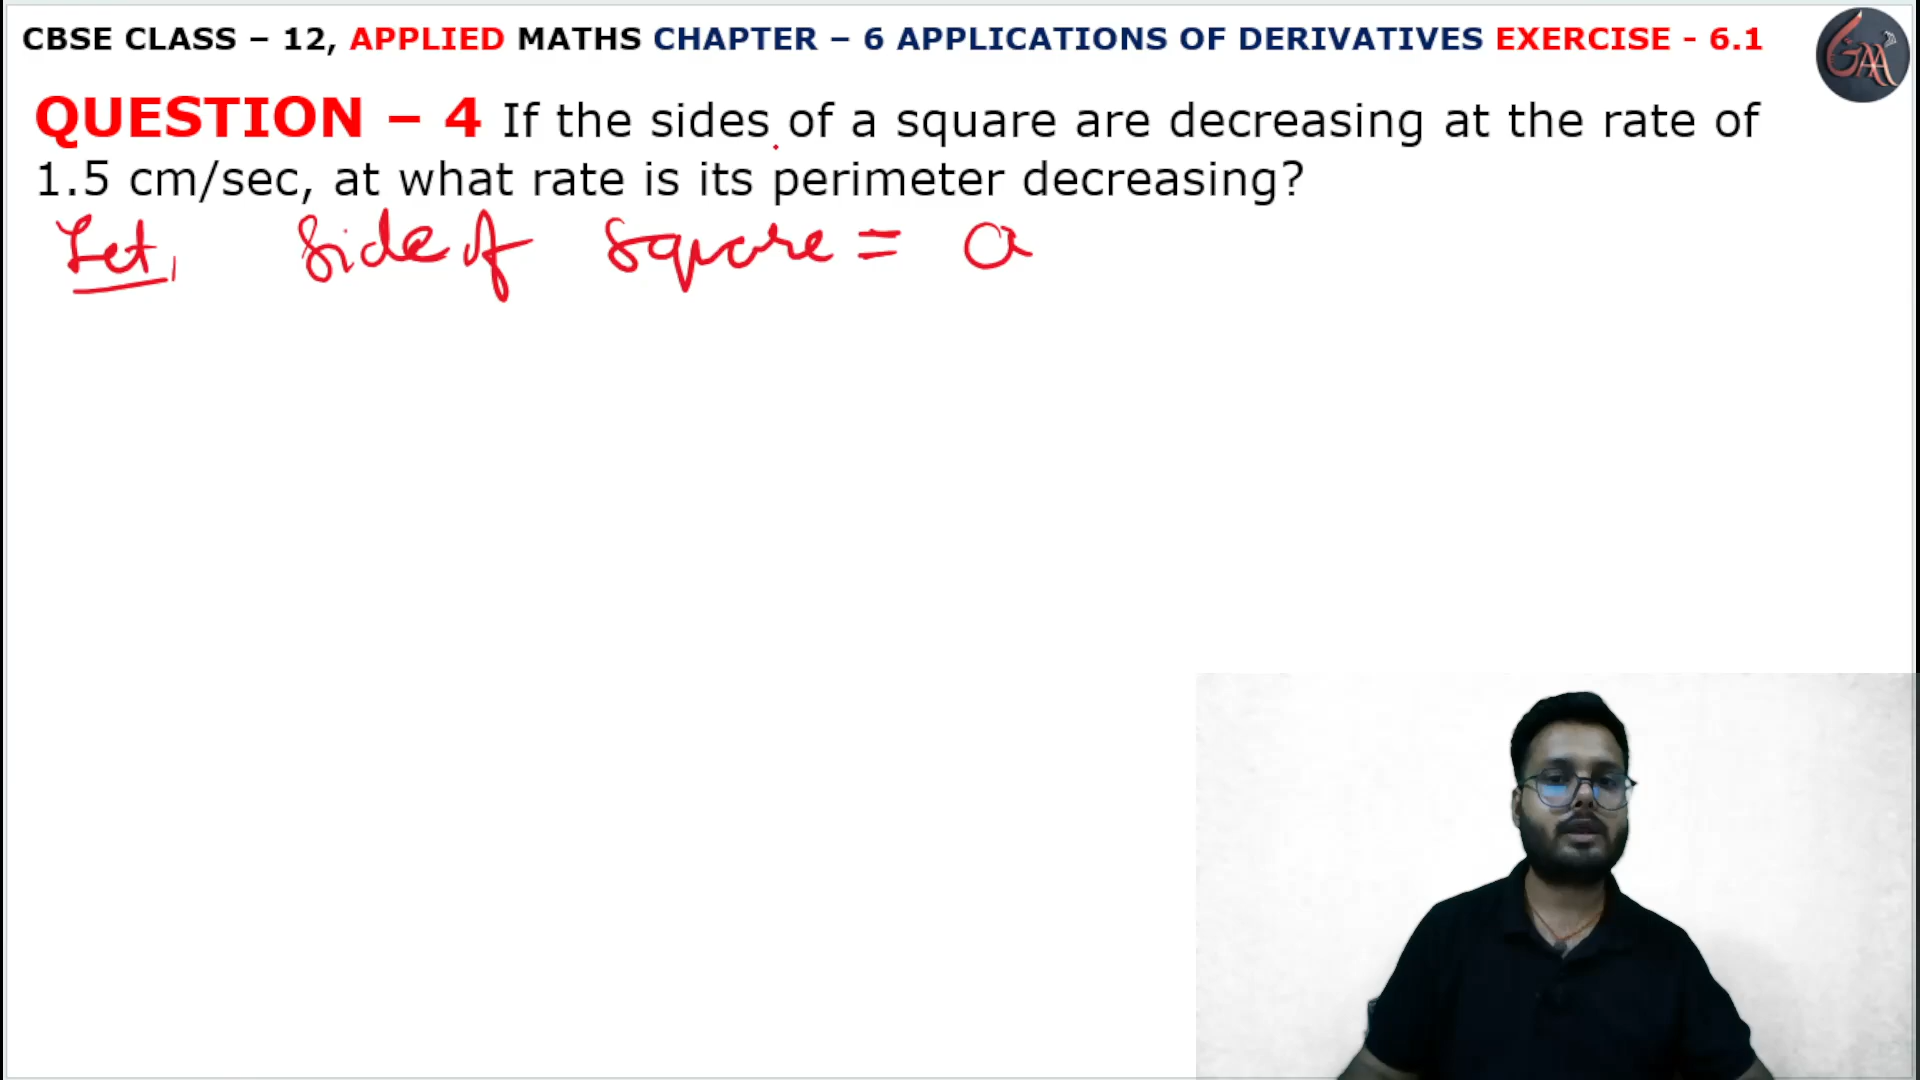 CBSE CLASS – 12, APPLIED MATHS CHAPTER – 6 APPLICATIONS OF DERIVATIVES EXERCISE - 6.1
QUESTION – 4 If the sides of a square are decreasing at the rate of
1.5 cm/sec, at what rate is its perimeter decreasing?
Let, side of square = a